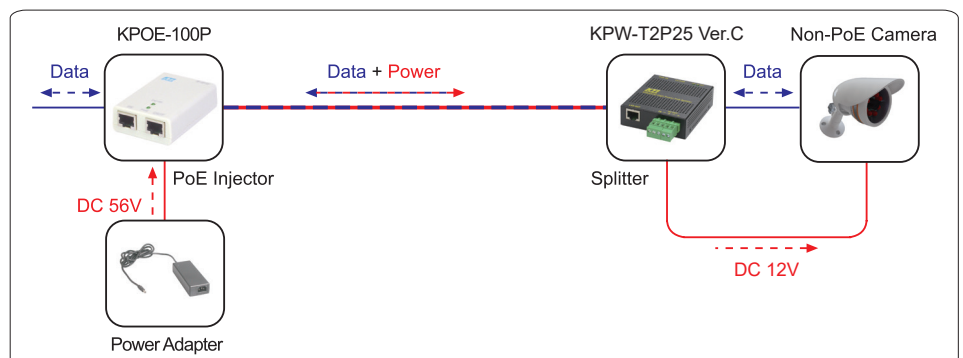 KPOE-100P
KPW-T2P25 Ver.C
Non-PoE Camera
Data
Data + Power
Data
PoE Injector
Splitter
DC 56V
DC 12V
Power Adapter